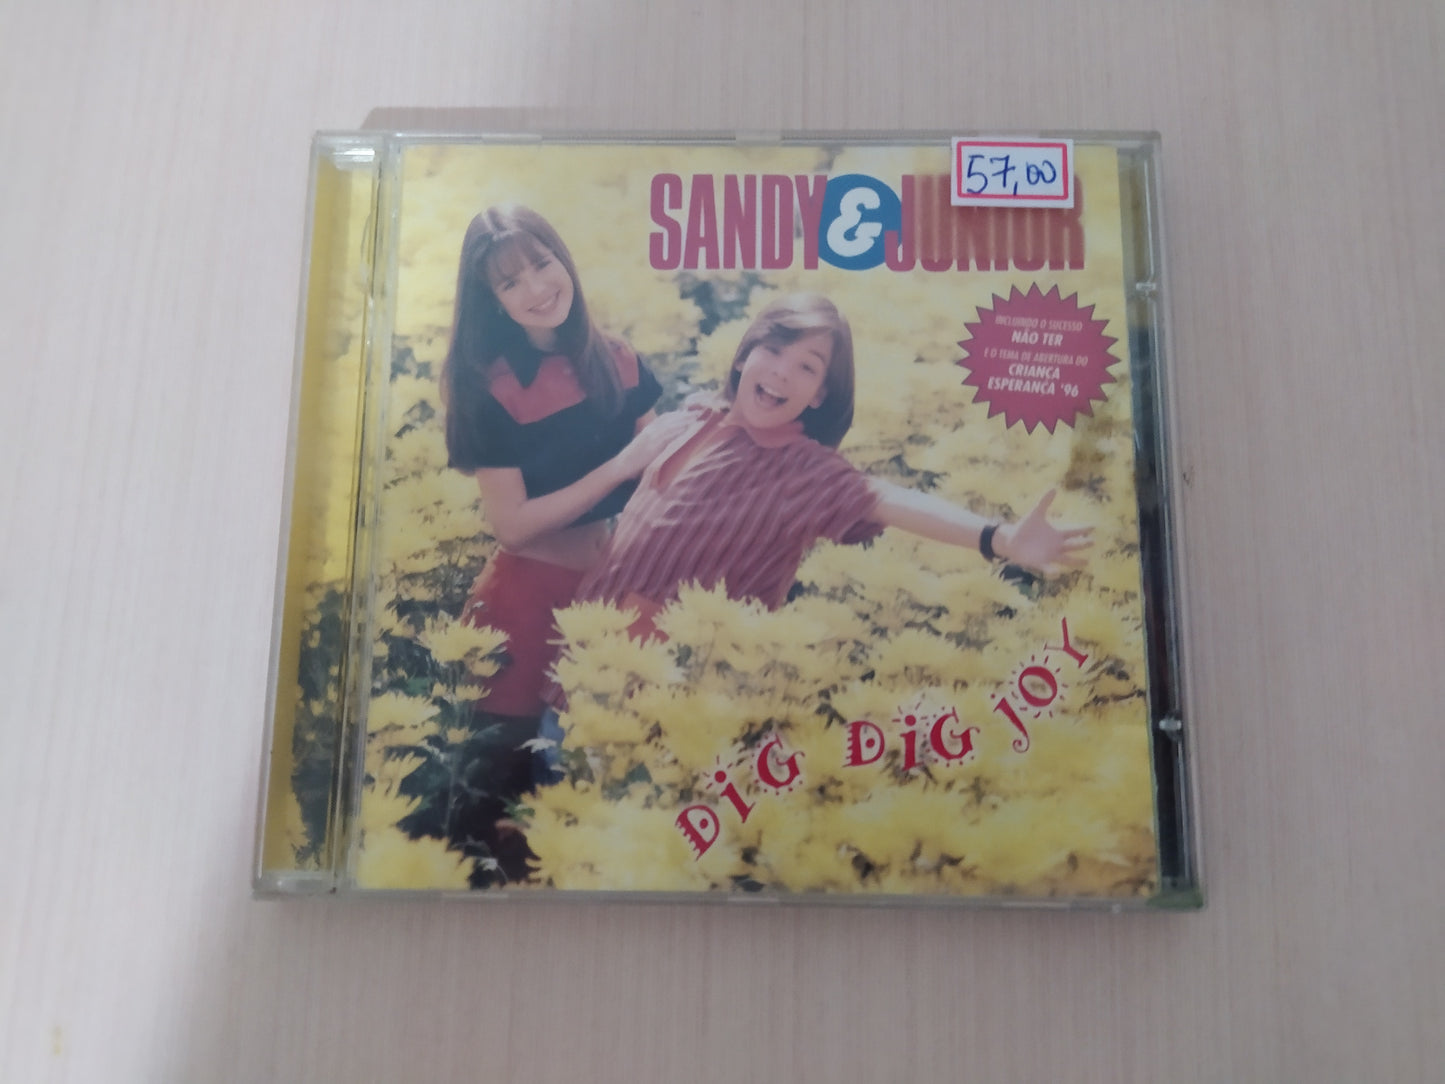 57,00
SANDY & JUNIOR
INCLUINDO O SUCESSO
NÃO TER
E O TEMA DE ABERTURA DO
CRIANÇA
ESPERANÇA '96
DiG DiG JOY